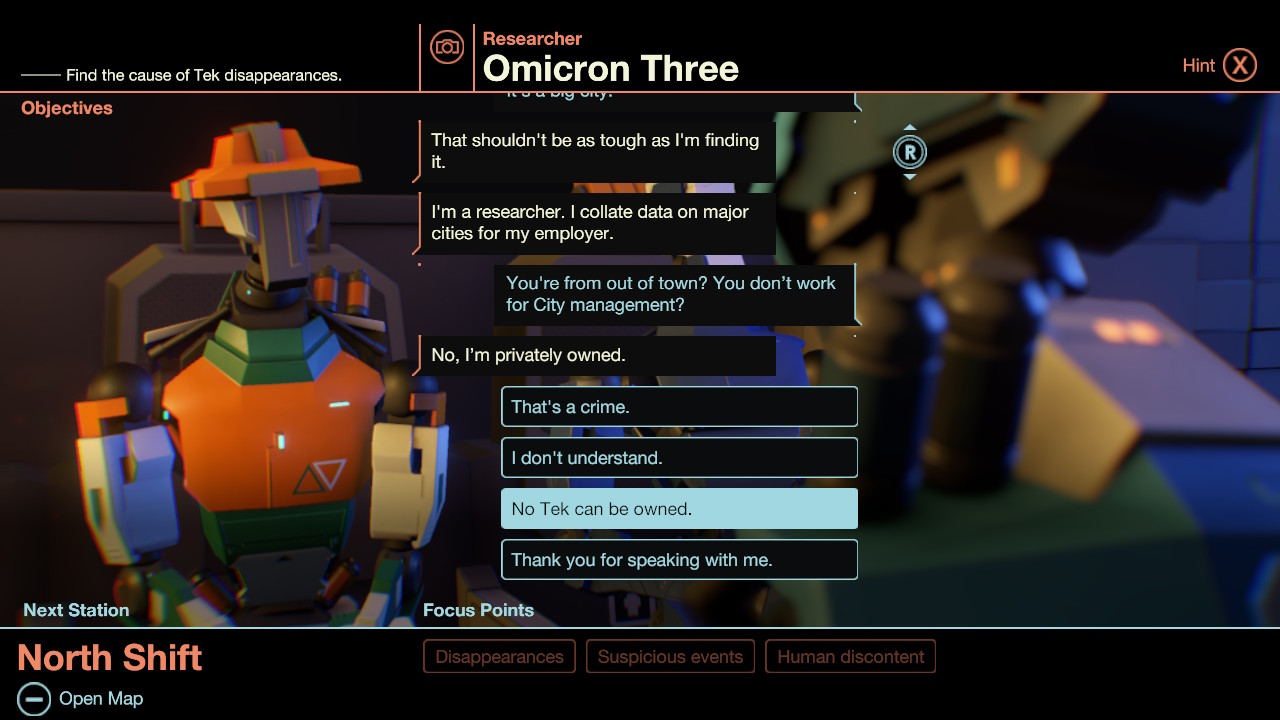 Researcher
Omicron Three
Find the cause of Tek disappearances.
Hint X
Objectives
It's a big city.
That shouldn't be as tough as I'm finding
it.
R
I'm a researcher. I collate data on major
cities for my employer.
You're from out of town? You don’t work
for City management?
No, I’m privately owned.
That's a crime.
I don't understand.
No Tek can be owned.
Thank you for speaking with me.
Next Station
Focus Points
North Shift
Disappearances
Suspicious events
Human discontent
Open Map